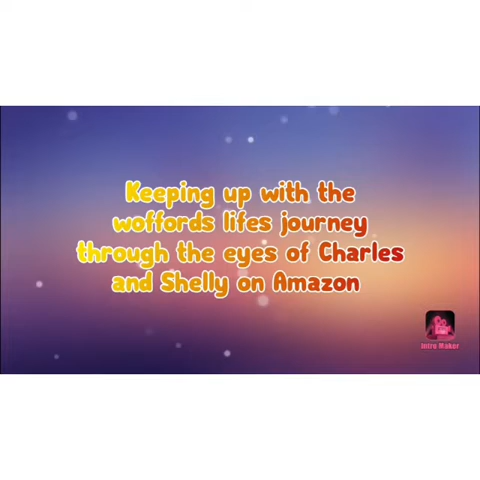 Keeping up with the
woffords lifes journey
through the eyes of Charles
and Shelly on Amazon
Intro Maker